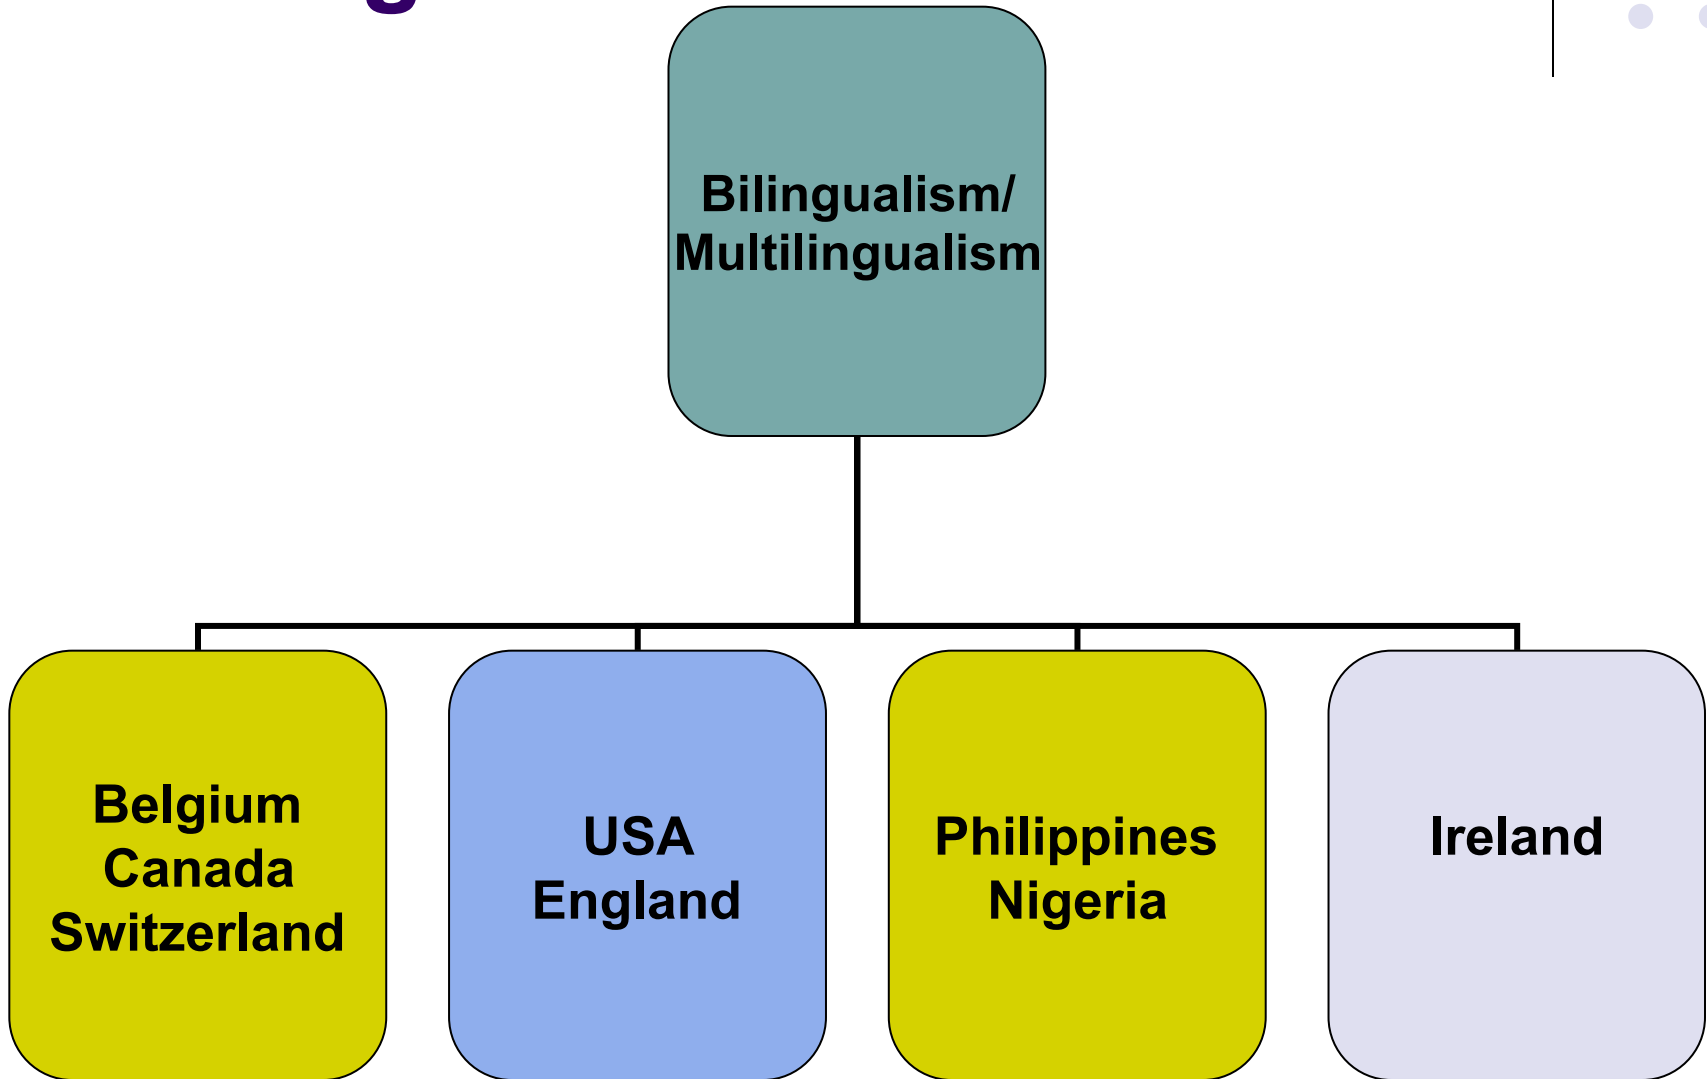 Bilingualism/
Multilingualism
Belgium
Canada
Switzerland
USA
England
Philippines
Nigeria
Ireland